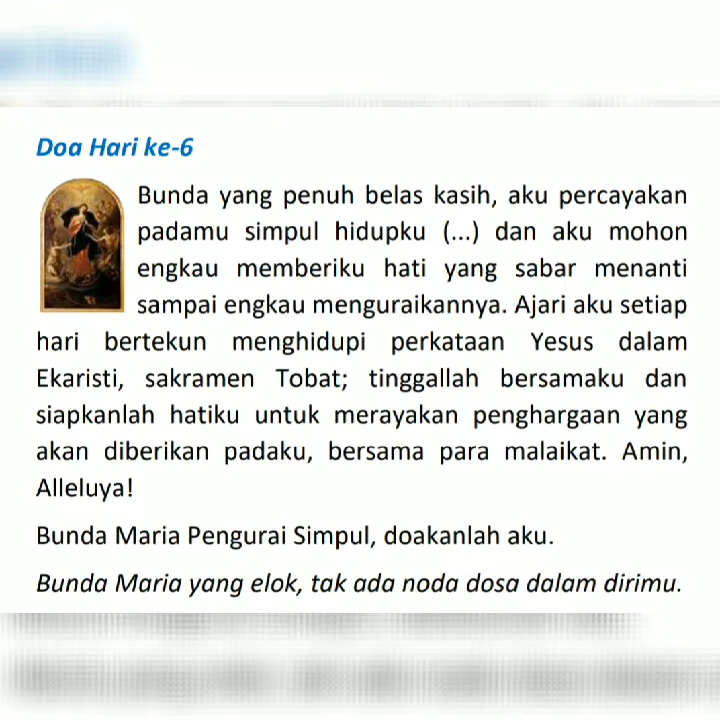 Doa Hari ke-6
Bunda yang penuh belas kasih, aku percayakan
padamu simpul hidupku (...) dan aku mohon
engkau memberiku hati yang sabar menanti
sampai engkau menguraikannya. Ajari aku setiap
hari bertekun menghidupi perkataan Yesus dalam
Ekaristi, sakramen Tobat; tinggallah bersamaku dan
siapkanlah hatiku untuk merayakan penghargaan yang
akan diberikan padaku, bersama para malaikat. Amin,
Alleluya!
Bunda Maria Pengurai Simpul, doakanlah aku.
Bunda Maria yang elok, tak ada noda dosa dalam dirimu.